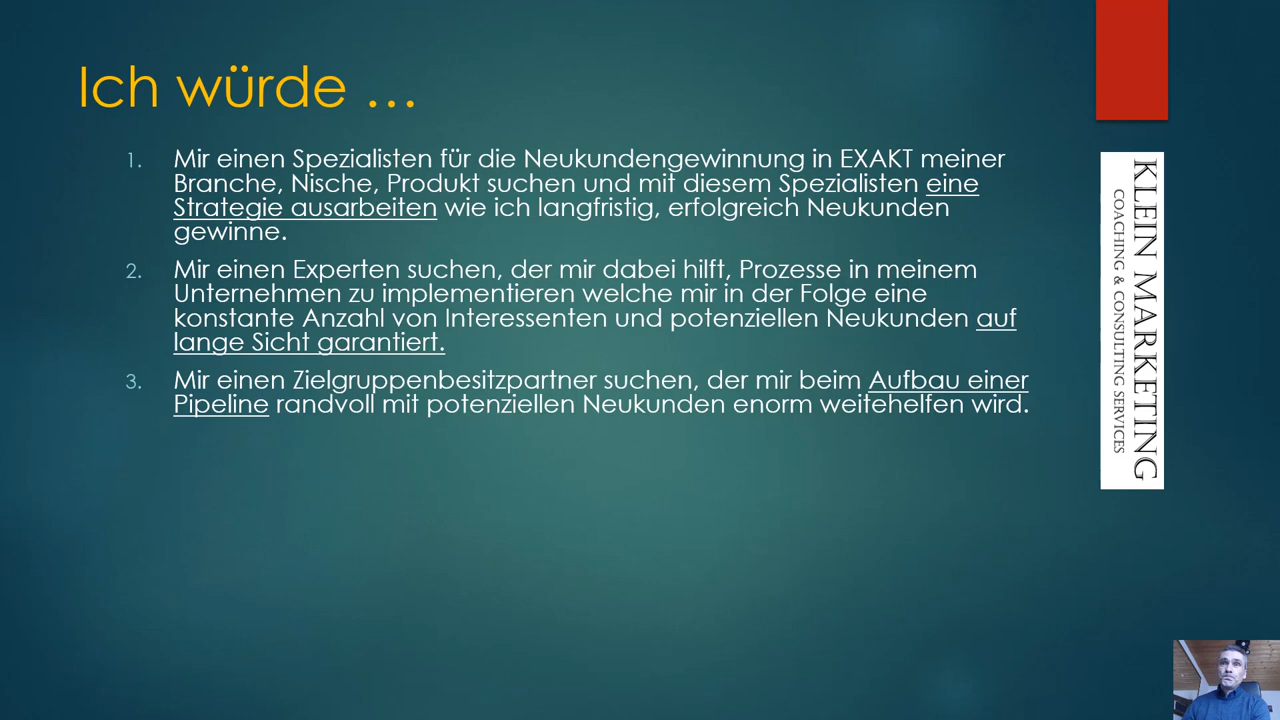 Ich würde …
1. Mir einen Spezialisten für die Neukundengewinnung in EXAKT meiner
Branche, Nische, Produkt suchen und mit diesem Spezialisten eine
Strategie ausarbeiten wie ich langfristig, erfolgreich Neukunden
gewinne.
2. Mir einen Experten suchen, der mir dabei hilft, Prozesse in meinem
Unternehmen zu implementieren welche mir in der Folge eine
konstante Anzahl von Interessenten und potenziellen Neukunden auf
lange Sicht garantiert.
3. Mir einen Zielgruppenbesitzpartner suchen, der mir beim Aufbau einer
Pipeline randvoll mit potenziellen Neukunden enorm weitehelfen wird.
KLEIN MARKETING
COACHING & CONSULTING SERVICES